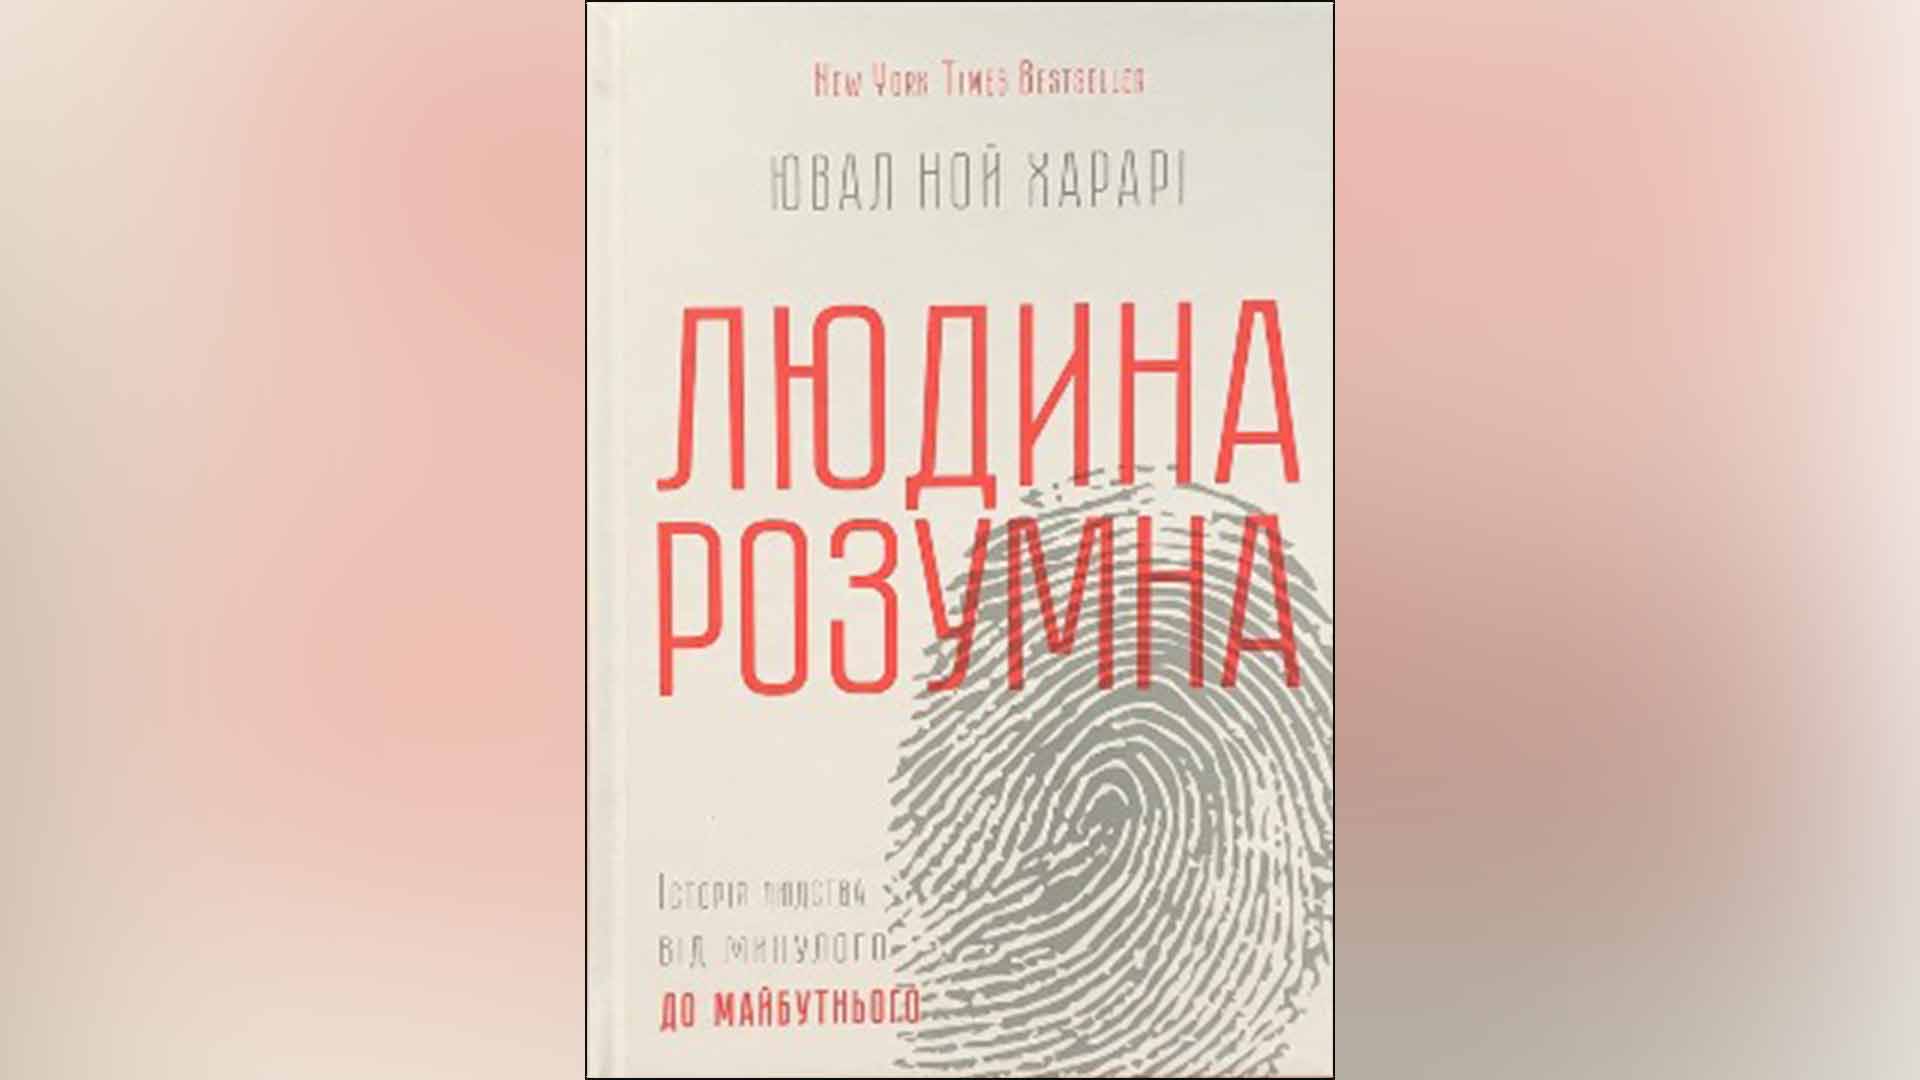 New York Times Bestseller
ЮВАЛ НОЙ ХАРАРІ
ЛЮДИНА
РОЗУМНА
Історія людства
від минулого
до майбутнього